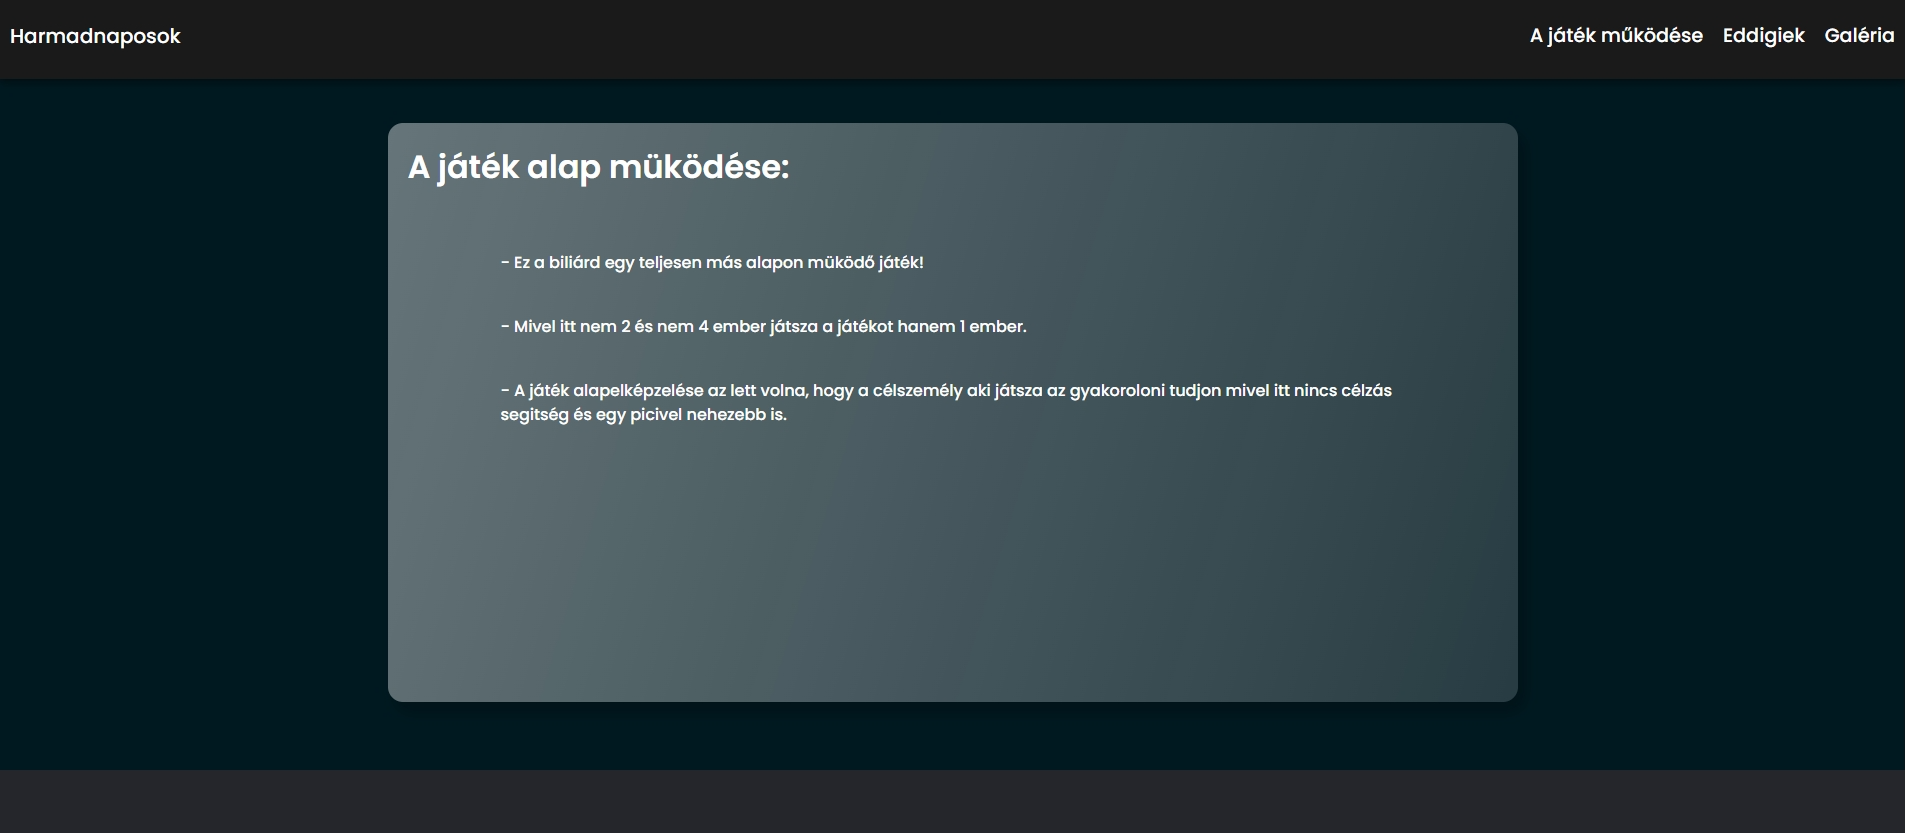 Harmadnaposok
A játék működése Eddigiek Galéria
A játék alap müködése:
- Ez a biliárd egy teljesen más alapon müködő játék!
- Mivel itt nem 2 és nem 4 ember játsza a játékot hanem 1 ember.
- A játék alapelképzelése az lett volna, hogy a célszemély aki játsza az gyakoroloni tudjon mivel itt nincs célzás
segitség és egy picivel nehezebb is.